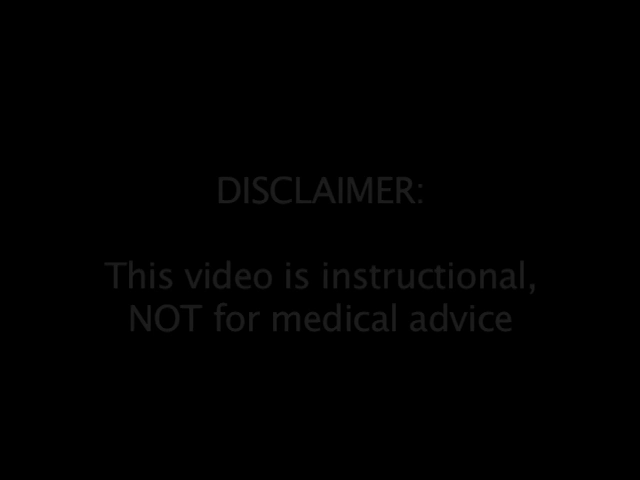 DISCLAIMER:
This video is instructional,
NOT for medical advice